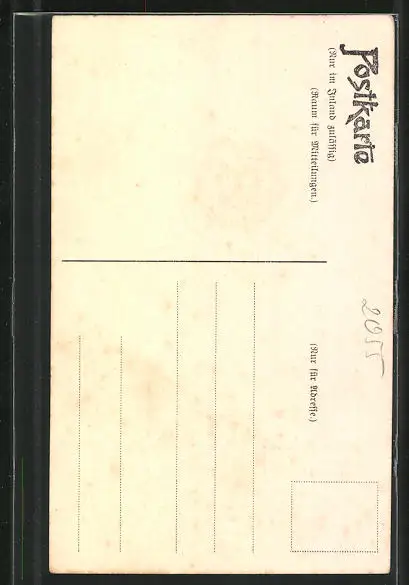 Postkarte
(Nur im Inland zulässig)
(Raum für Mitteilungen.)
(Nur für Adresse.)
2055